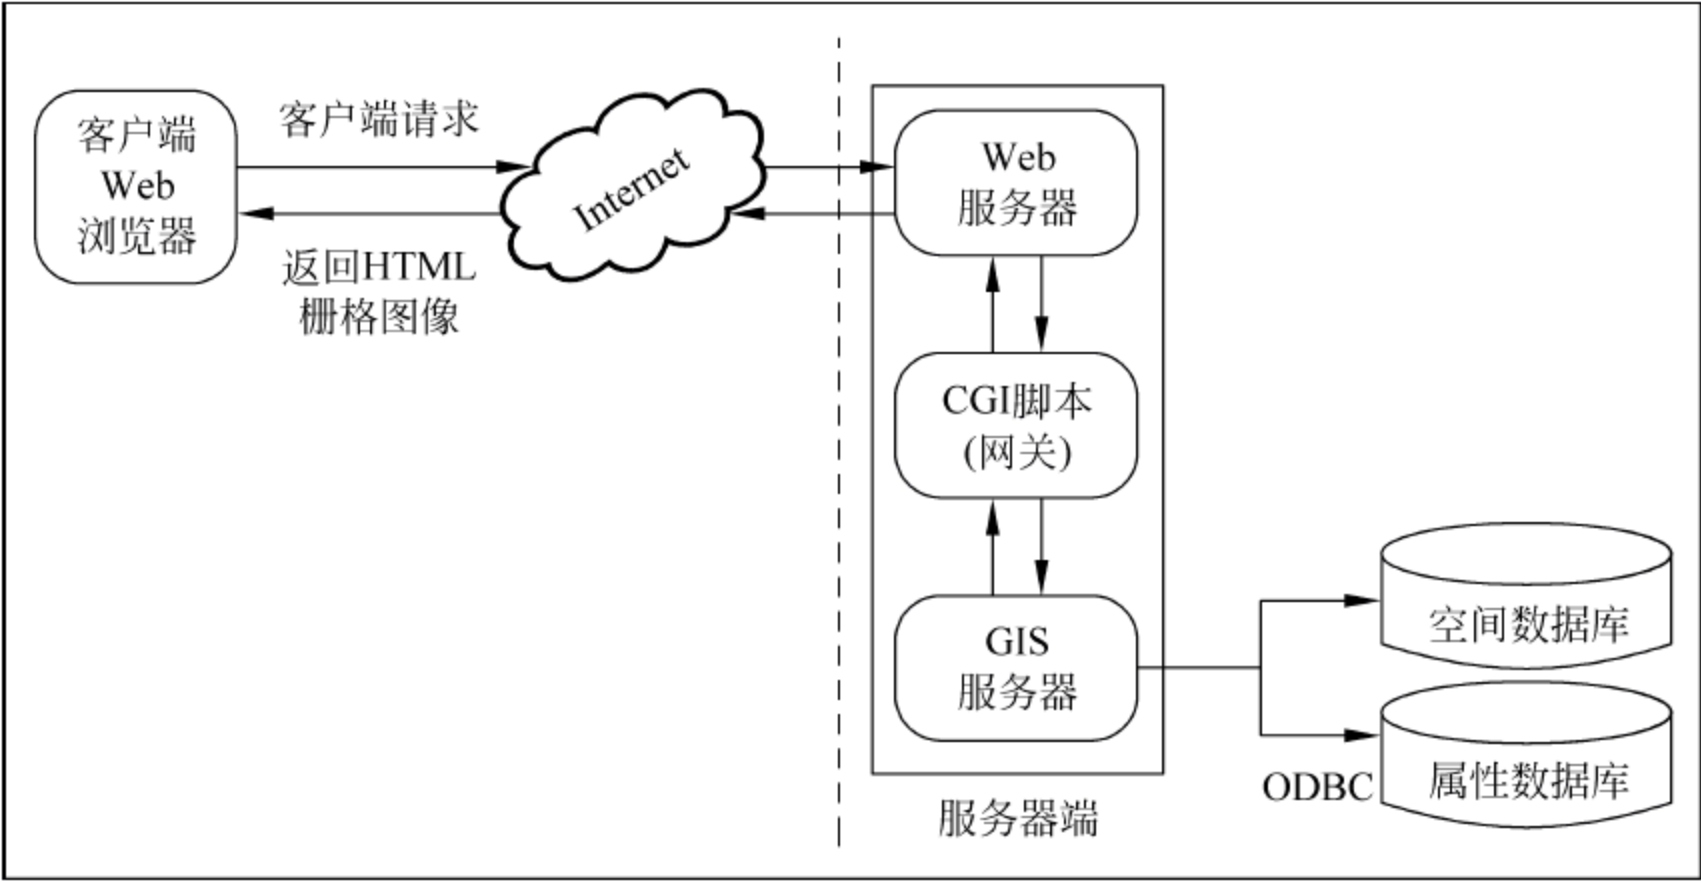 客户端
Web
浏览器
客户端请求
返回HTML
栅格图像
Internet
Web
服务器
CGI脚本
(网关)
GIS
服务器
服务器端
空间数据库
ODBC
属性数据库